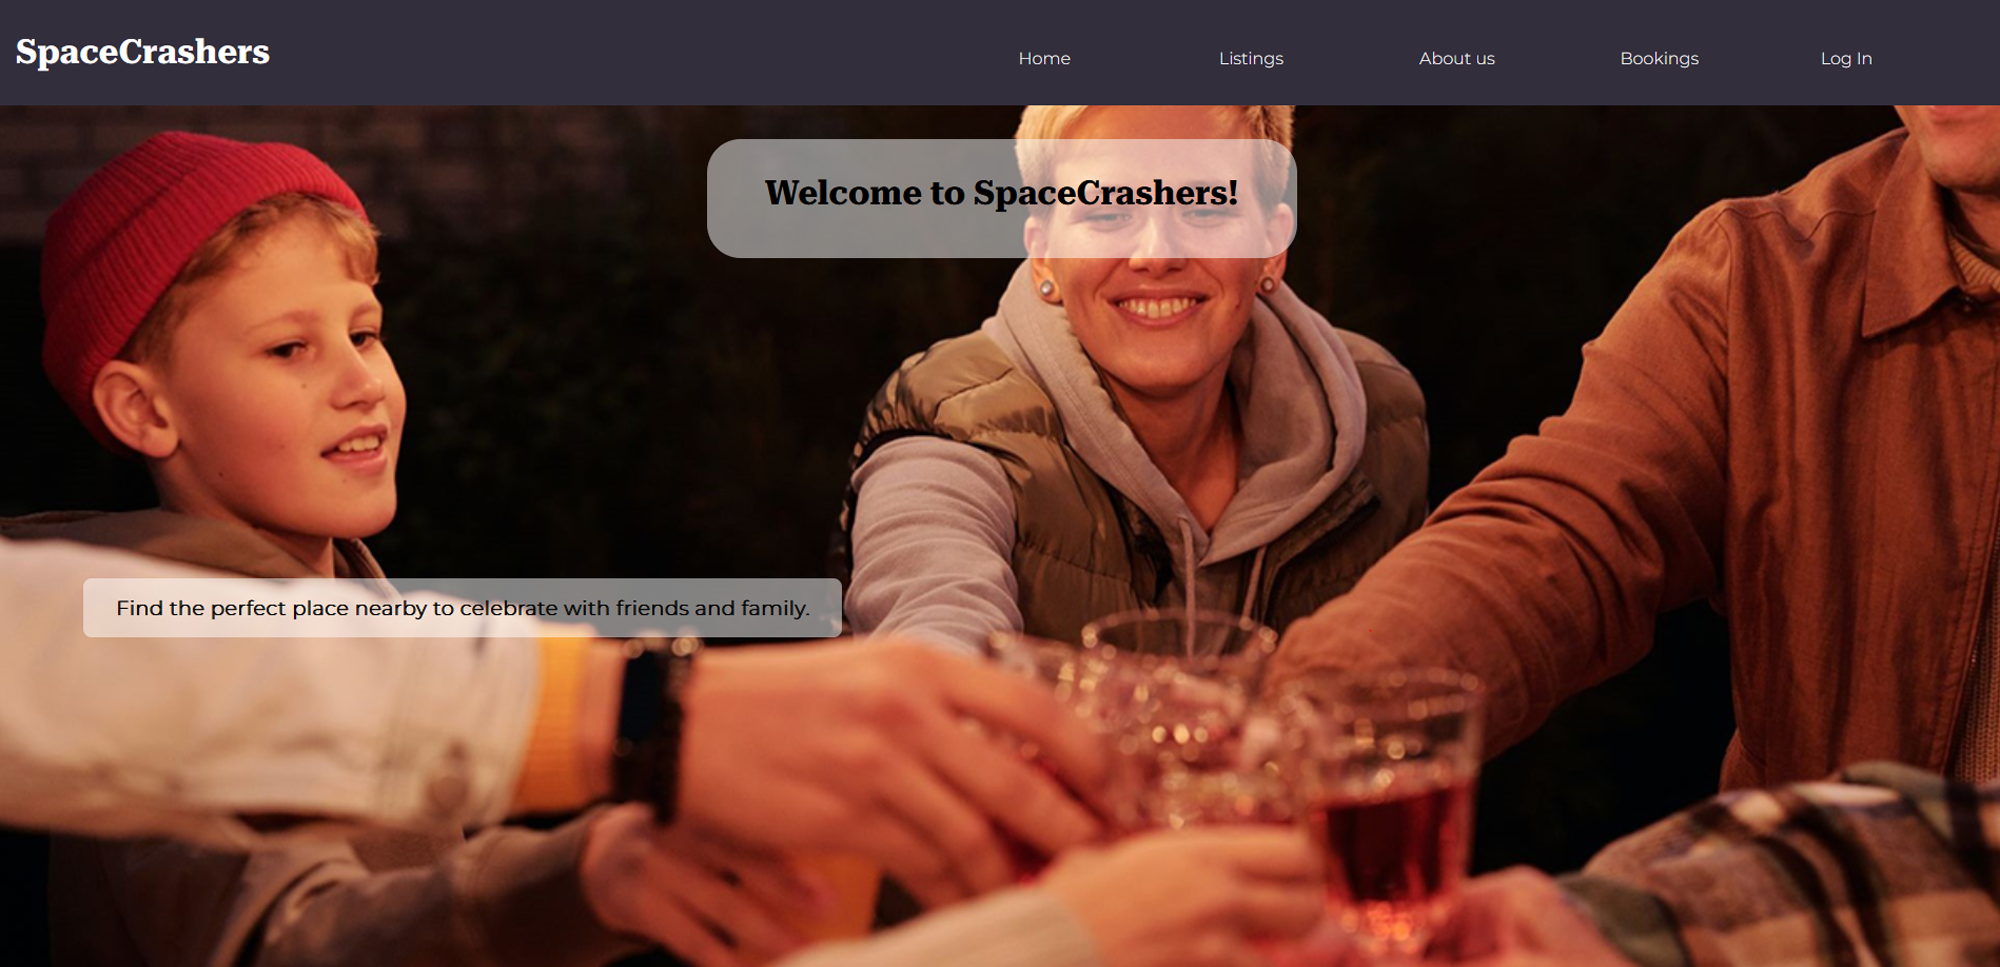 SpaceCrashers
Home
Listings
About us
Bookings
Log In
Welcome to SpaceCrashers!
Find the perfect place nearby to celebrate with friends and family.